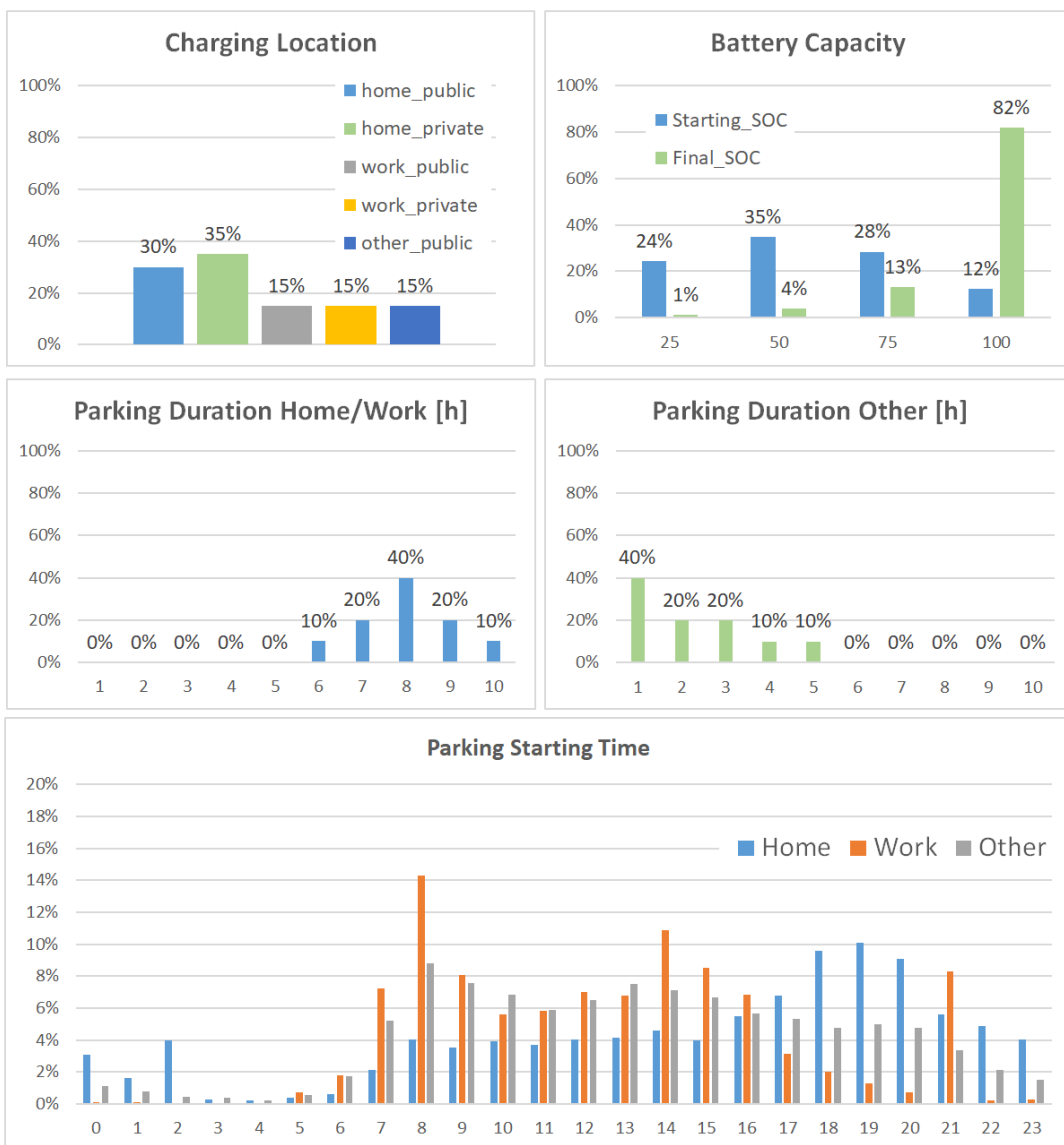 Charging Location
100%
80%
60%
40%
20%
0%
home_public
home_private
work_public
work_private
other_public
30%
35%
15%
15%
15%
Battery Capacity
100%
80%
60%
40%
20%
0%
Starting_SOC
Final_SOC
24%
1%
35%
4%
28%
13%
12%
82%
25 50 75 100
Parking Duration Home/Work [h]
100%
80%
60%
40%
20%
0%
0% 0% 0% 0% 0% 10% 20% 40% 20% 10%
1 2 3 4 5 6 7 8 9 10
Parking Duration Other [h]
100%
80%
60%
40%
20%
0%
40% 20% 20% 10% 10% 0% 0% 0% 0% 0%
1 2 3 4 5 6 7 8 9 10
Parking Starting Time
20%
18%
16%
14%
12%
10%
8%
6%
4%
2%
0%
Home Work Other
0 1 2 3 4 5 6 7 8 9 10 11 12 13 14 15 16 17 18 19 20 21 22 23